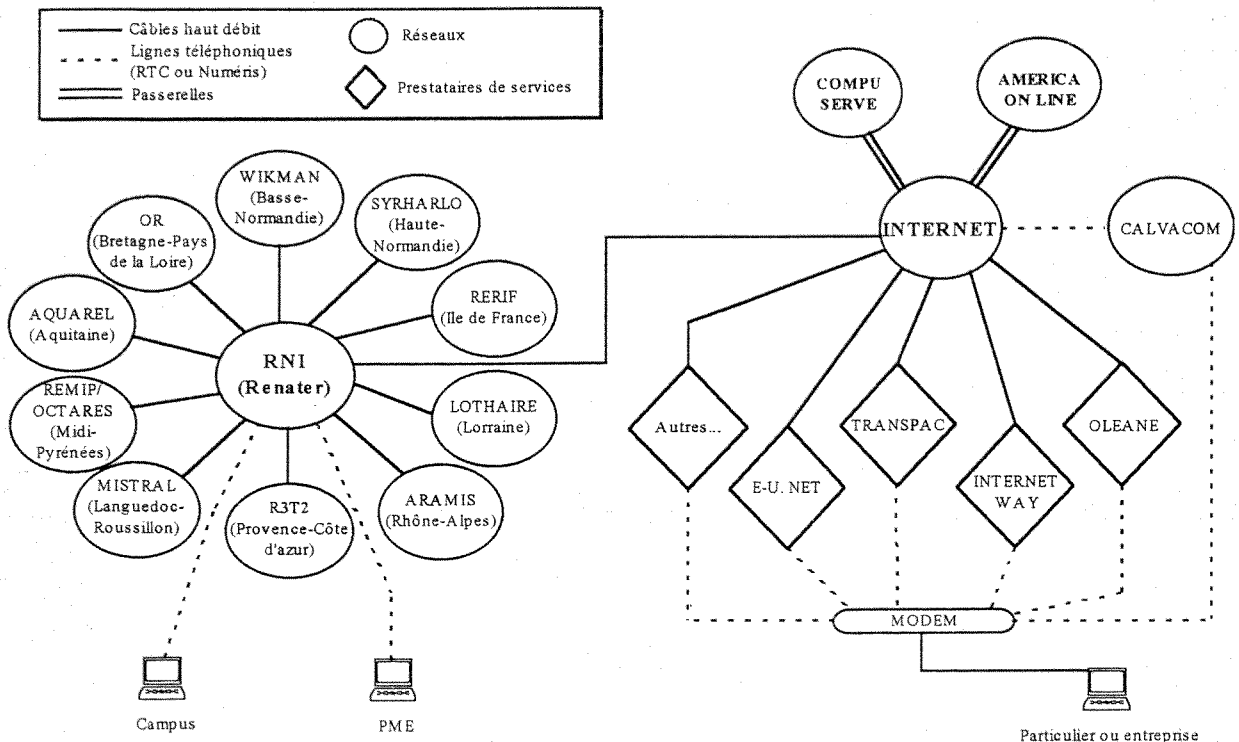 Câbles haut débit
Lignes téléphoniques
(RTC ou Numéris)
Passerelles
Réseaux
Prestataires de services
COMPU
SERVE
AMERICA
ON LINE
INTERNET
CALVACOM
WIKMAN
(Basse-
Normandie)
SYRHARLO
(Haute-
Normandie)
OR
(Bretagne-Pays
de la Loire)
RERIF
(Ile de France)
AQUAREL
(Aquitaine)
RNI
(Renater)
REMIP/
OCTARES
(Midi-
Pyrénées)
LOTHAIRE
(Lorraine)
MISTRAL
(Languedoc-
Roussillon)
R3T2
(Provence-Côte
d'azur)
ARAMIS
(Rhône-Alpes)
Autres...
E-U. NET
TRANSPAC
INTERNET
WAY
OLEANE
MODEM
Campus
PME
Particulier ou entreprise